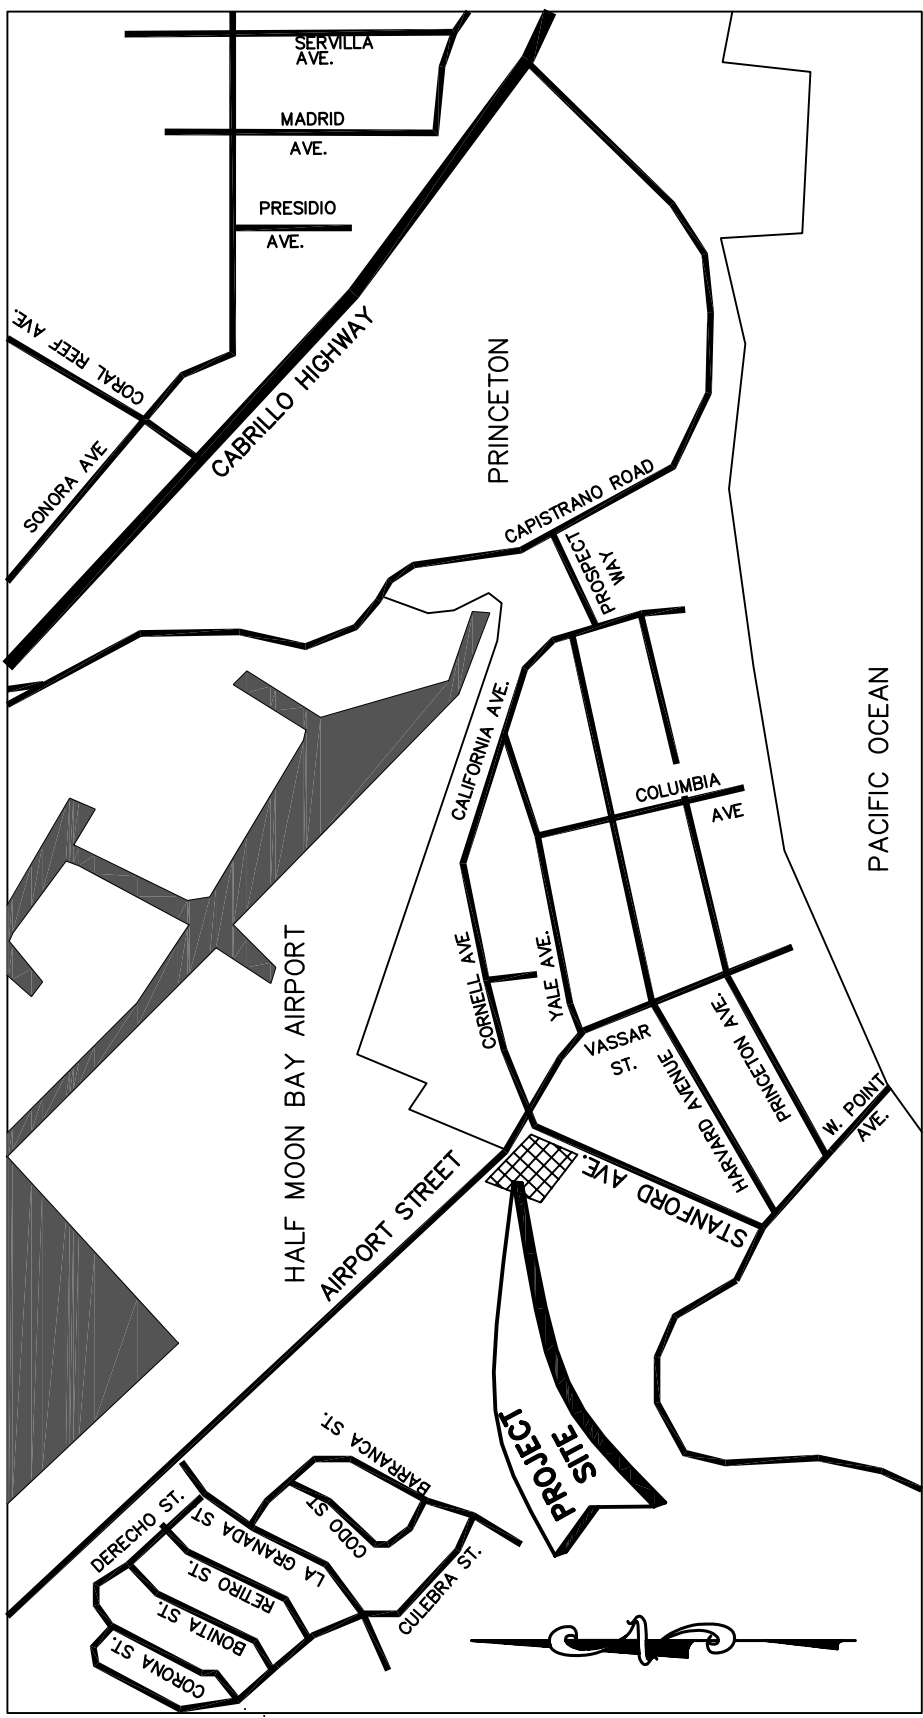 SERVILLA
AVE.
MADRID
AVE.
PRESIDIO
AVE.
CORAL REEF AVE.
SONORA AVE
CABRILLO HIGHWAY
PRINCETON
CAPISTRANO ROAD
PROSPECT
WAY
CALIFORNIA AVE.
COLUMBIA
AVE
PACIFIC OCEAN
HALF MOON BAY AIRPORT
CORNELL AVE
YALE AVE.
VASSAR
ST.
HARVARD AVENUE
PRINCETON AVE.
W. POINT
AVE.
STANFORD AVE.
AIRPORT STREET
PROJECT
SITE
BARRANCA ST.
CODO ST
DERECHO ST.
LA GRANADA ST
RETIRO ST.
BONITA ST.
CORONA ST.
CULEBRA ST.
N